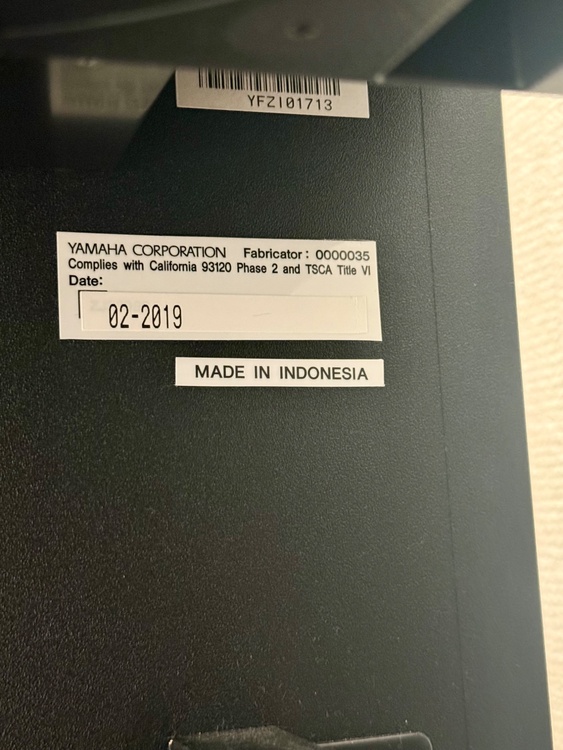 YFZI01713
YAMAHA CORPORATION Fabricator: 0000035
Complies with California 93120 Phase 2 and TSCA Title VI
Date:
02-2019
MADE IN INDONESIA